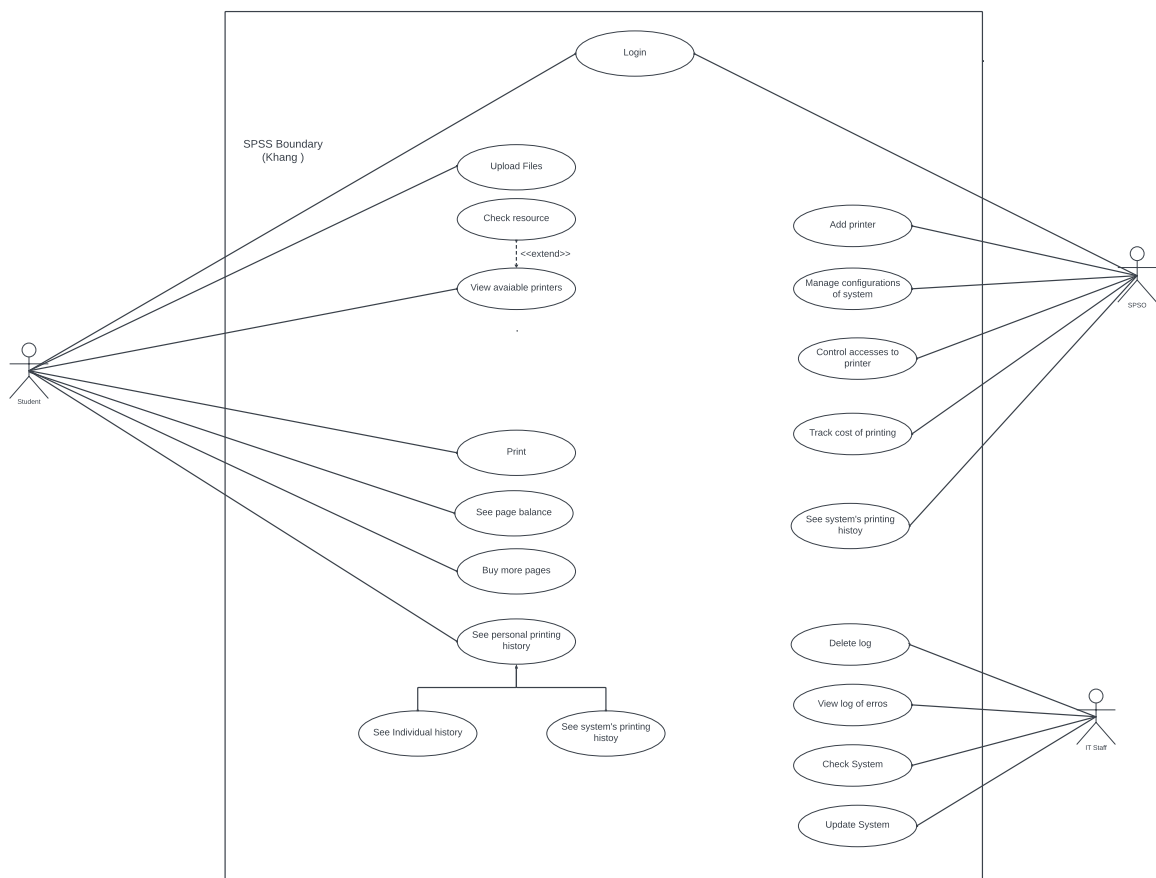 Login
SPSS Boundary
(Khang )
Upload Files
Check resource
<<extend>>
View avaiable printers
Add printer
Manage configurations
of system
SPSO
Control accesses to
printer
Student
Track cost of printing
Print
See page balance
See system's printing
histoy
Buy more pages
See personal printing
history
Delete log
View log of erros
See Individual history
See system's printing
histoy
IT Staff
Check System
Update System